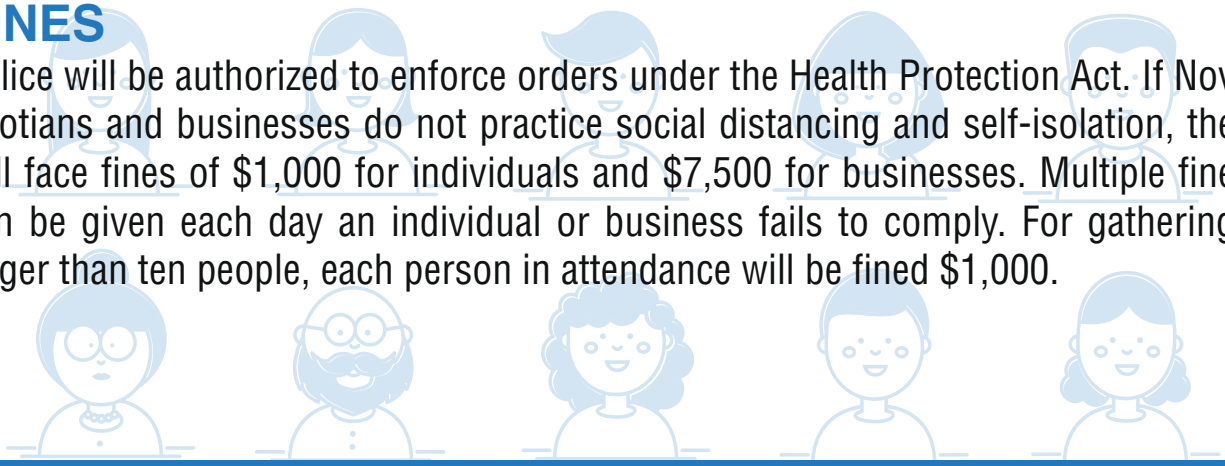 NES
lice will be authorized to enforce orders under the Health Protection Act. If Nov
otians and businesses do not practice social distancing and self-isolation, the
ll face fines of $1,000 for individuals and $7,500 for businesses. Multiple fine
n be given each day an individual or business fails to comply. For gathering
ger than ten people, each person in attendance will be fined $1,000.